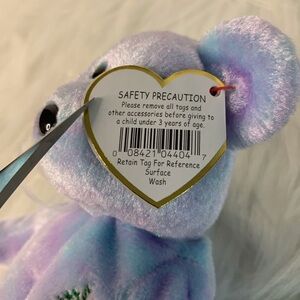 SAFETY PRECAUTION
Please remove all tags and
other accessories before giving to
a child under 3 years of age.
0 08421 04404 7
Retain Tag For Reference
Surface
Wash